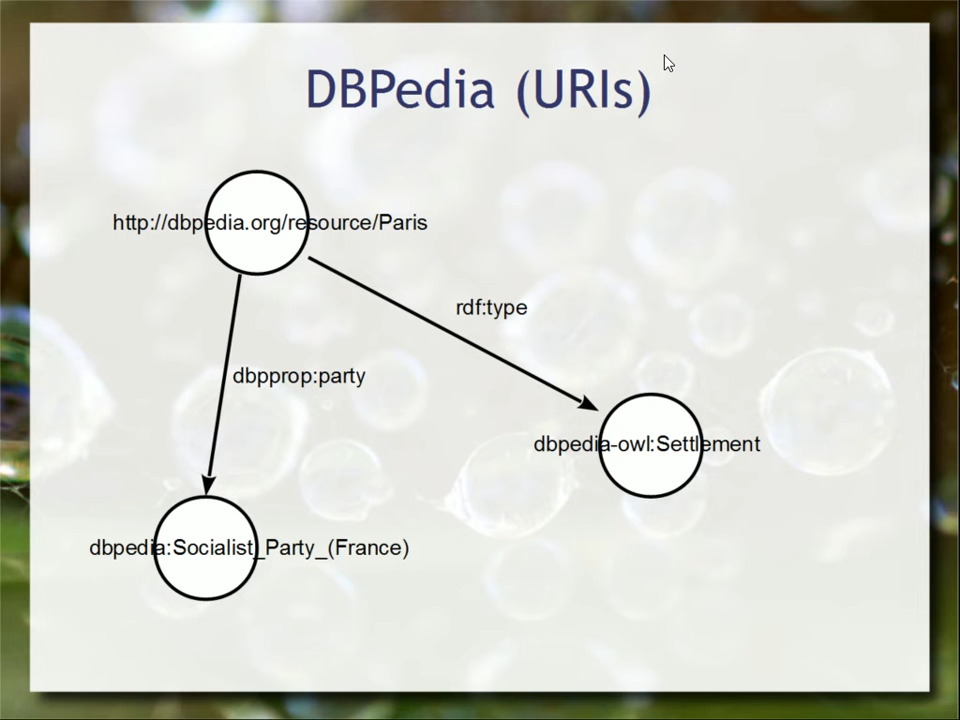 DBPedia (URIs)
http://dbpedia.org/resource/Paris
rdf:type
dbpprop:party
dbpedia-owl:Settlement
dbpedia:Socialist_Party_(France)